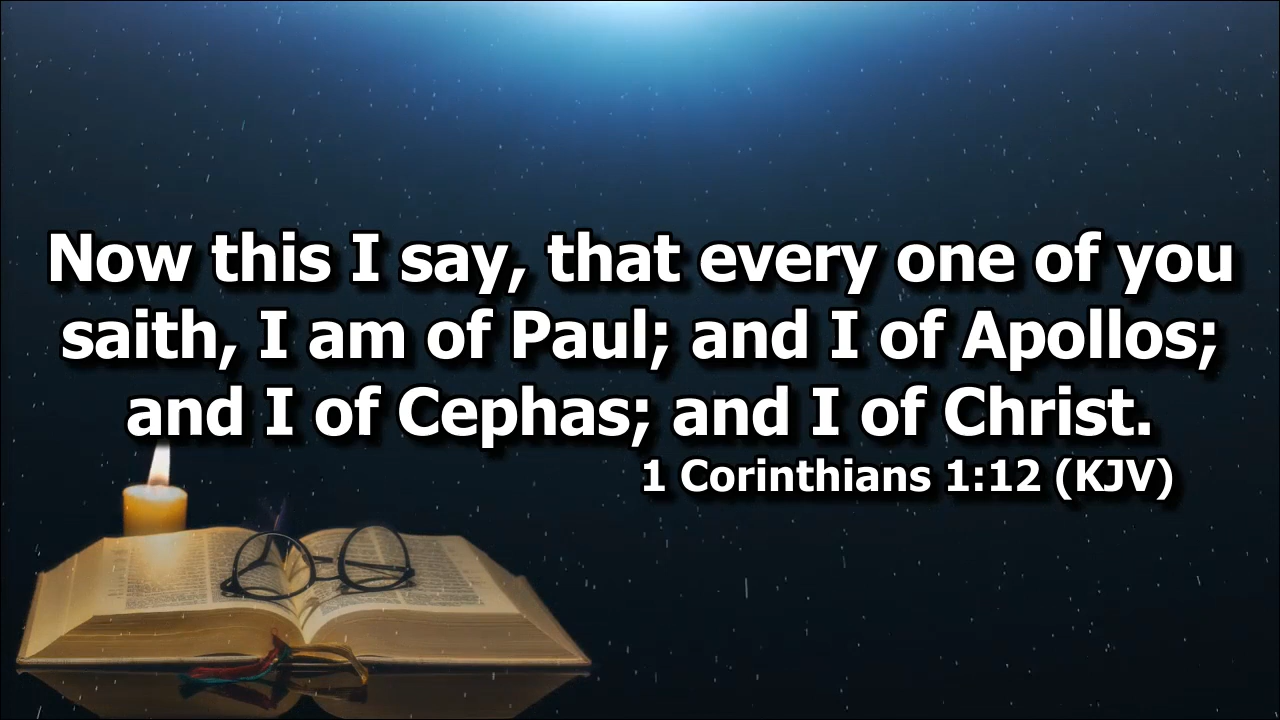 Now this I say, that every one of you
saith, I am of Paul; and I of Apollos;
and I of Cephas; and I of Christ.
1 Corinthians 1:12 (KJV)